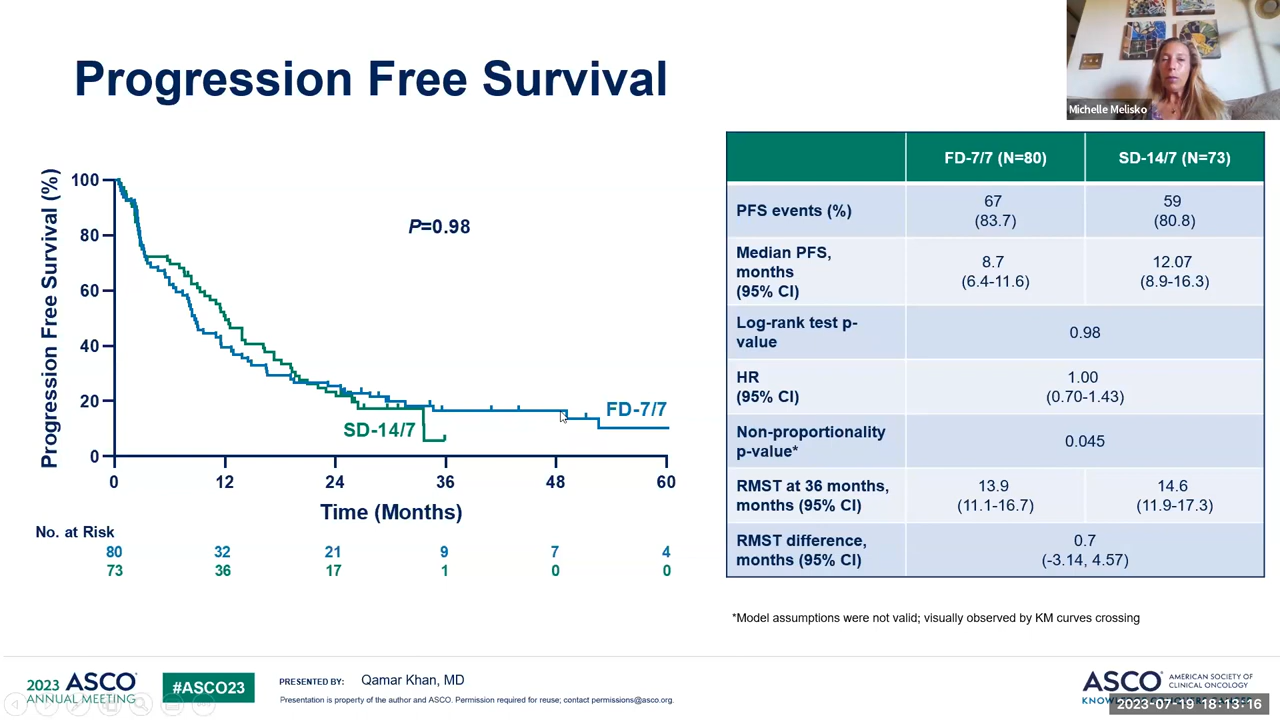 Progression Free Survival
Michelle Melisko
Progression Free Survival (%)
100
80
60
40
20
0
P=0.98
FD-7/7
SD-14/7
0 12 24 36 48 60
Time (Months)
No. at Risk
80 32 21 9 7 4
73 36 17 1 0 0
FD-7/7 (N=80) SD-14/7 (N=73)
PFS events (%) 67 (83.7) 59 (80.8)
Median PFS, months (95% CI) 8.7 (6.4-11.6) 12.07 (8.9-16.3)
Log-rank test p-value 0.98
HR (95% CI) 1.00 (0.70-1.43)
Non-proportionality p-value* 0.045
RMST at 36 months, months (95% CI) 13.9 (11.1-16.7) 14.6 (11.9-17.3)
RMST difference, months (95% CI) 0.7 (-3.14, 4.57)
*Model assumptions were not valid; visually observed by KM curves crossing
2023 ASCO
ANNUAL MEETING
#ASCO23
PRESENTED BY: Qamar Khan, MD
Presentation is property of the author and ASCO. Permission required for reuse; contact permissions@asco.org.
ASCO AMERICAN SOCIETY OF
CLINICAL ONCOLOGY
2023-07-19 18:13:16